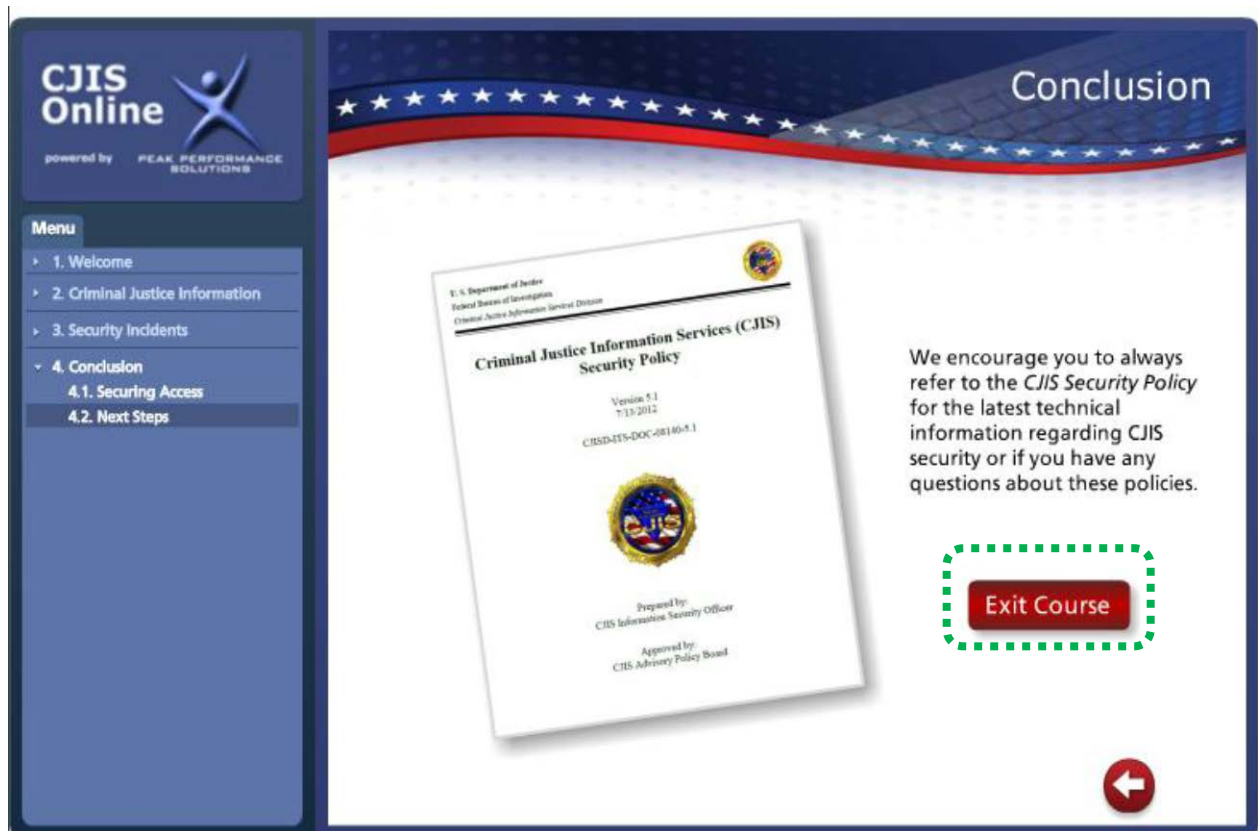 CJIS
Online
powered by PEAK PERFORMANCE
SOLUTIONS
Menu
1. Welcome
2. Criminal Justice Information
3. Security Incidents
4. Conclusion
4.1. Securing Access
4.2. Next Steps
Conclusion
U. S. Department of Justice
Federal Bureau of Investigation
Criminal Justice Information Services Division
Criminal Justice Information Services (CJIS)
Security Policy
Version 5.1
7/13/2012
CJISD-ITS-DOC-08140-5.1
CJIS
Prepared by:
CJIS Information Security Officer
Approved by:
CJIS Advisory Policy Board
We encourage you to always
refer to the CJIS Security Policy
for the latest technical
information regarding CJIS
security or if you have any
questions about these policies.
Exit Course